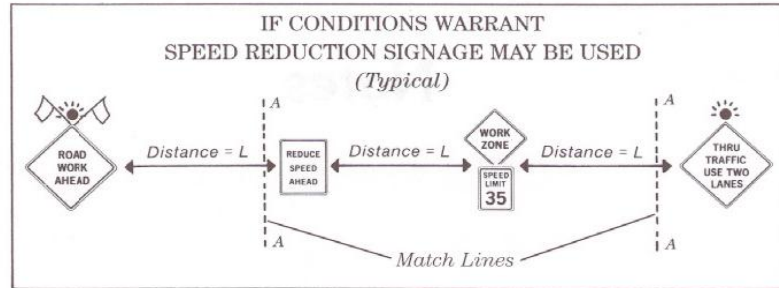 IF CONDITIONS WARRANT
SPEED REDUCTION SIGNAGE MAY BE USED
(Typical)
A
A
ROAD
WORK
AHEAD
Distance = L
REDUCE
SPEED
AHEAD
Distance = L
WORK
ZONE
SPEED
LIMIT
35
Distance = L
THRU
TRAFFIC
USE TWO
LANES
A
A
Match Lines